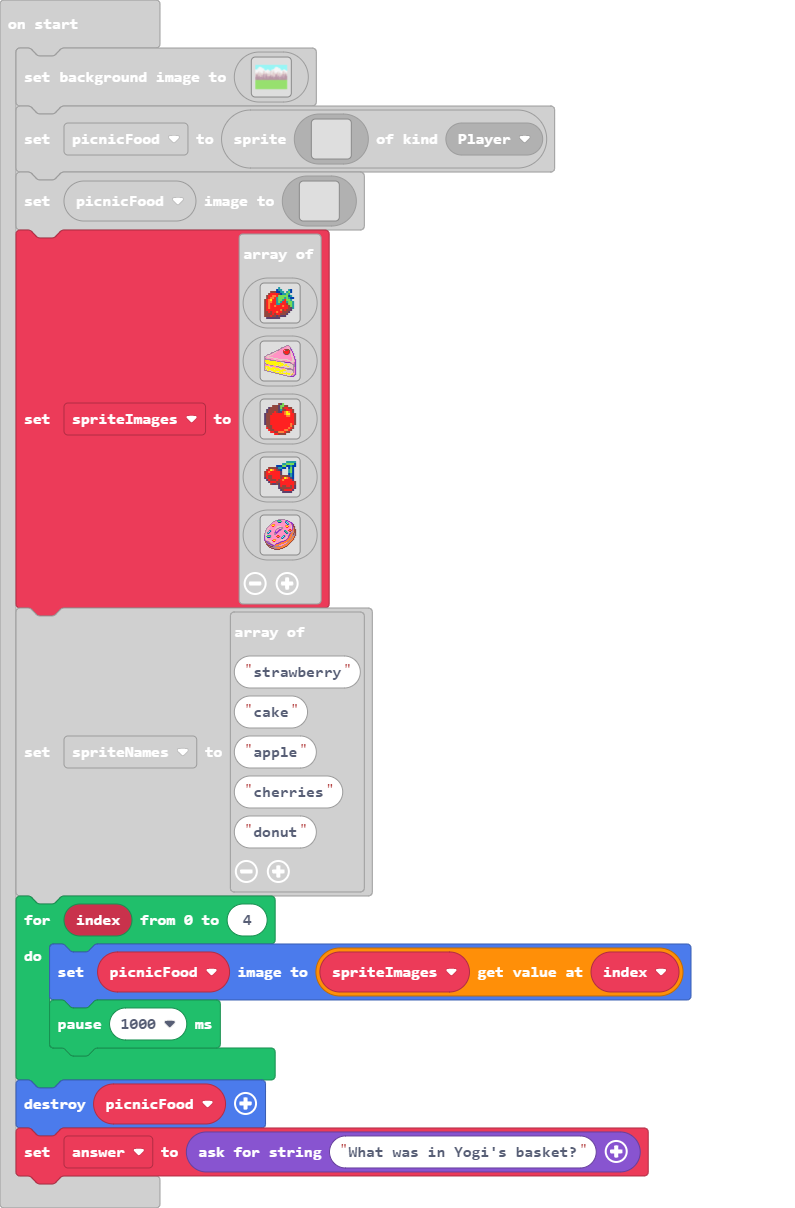 on start
set background image to
set picnicFood to sprite of kind Player
set picnicFood image to
array of
set spriteImages to
array of
"strawberry"
"cake"
"apple"
set spriteNames to
"cherries"
"donut"
for index from 0 to 4
do
set picnicFood image to spriteImages get value at index
pause 1000 ms
destroy picnicFood
set answer to ask for string "What was in Yogi's basket?"